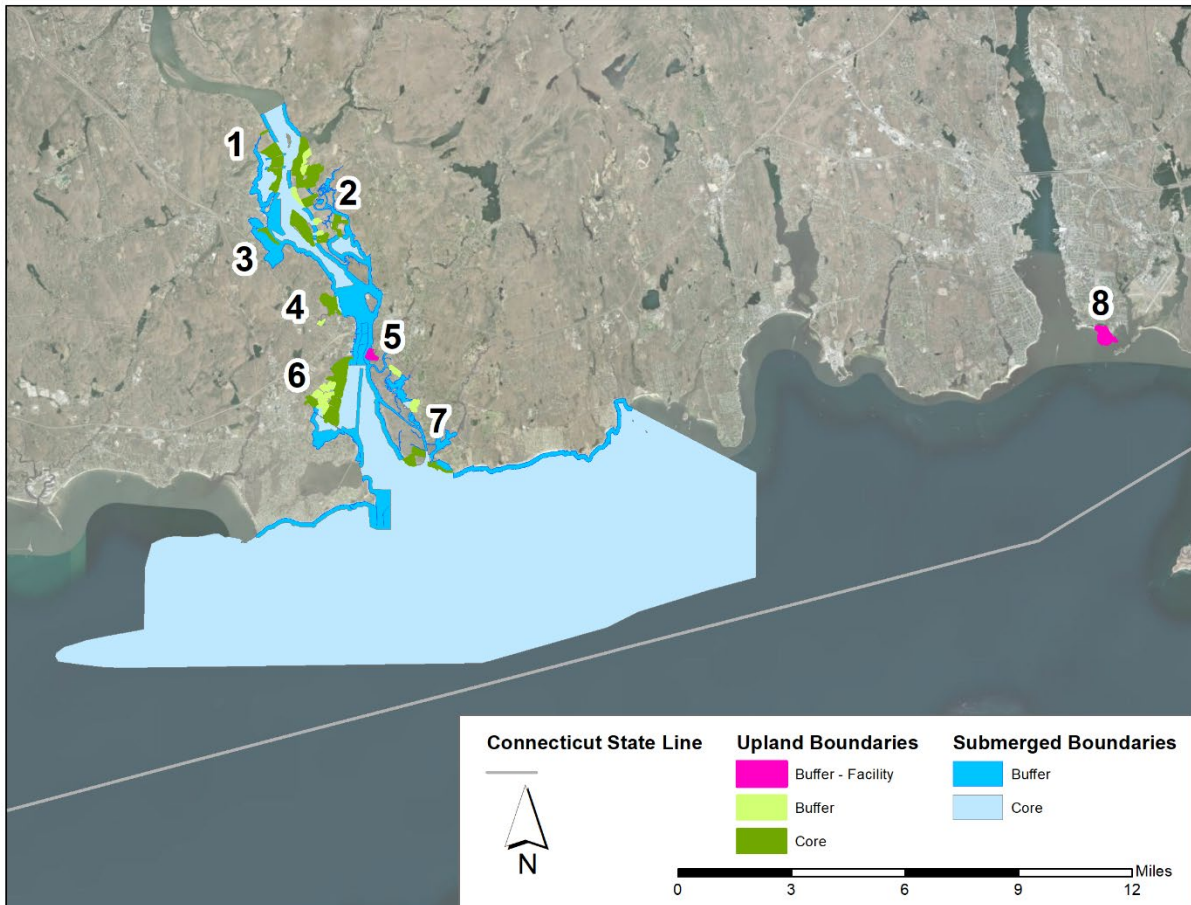 1
2
3
4
5
6
7
8
Connecticut State Line
N
Upland Boundaries
Buffer - Facility
Buffer
Core
Submerged Boundaries
Buffer
Core
Miles
0 3 6 9 12